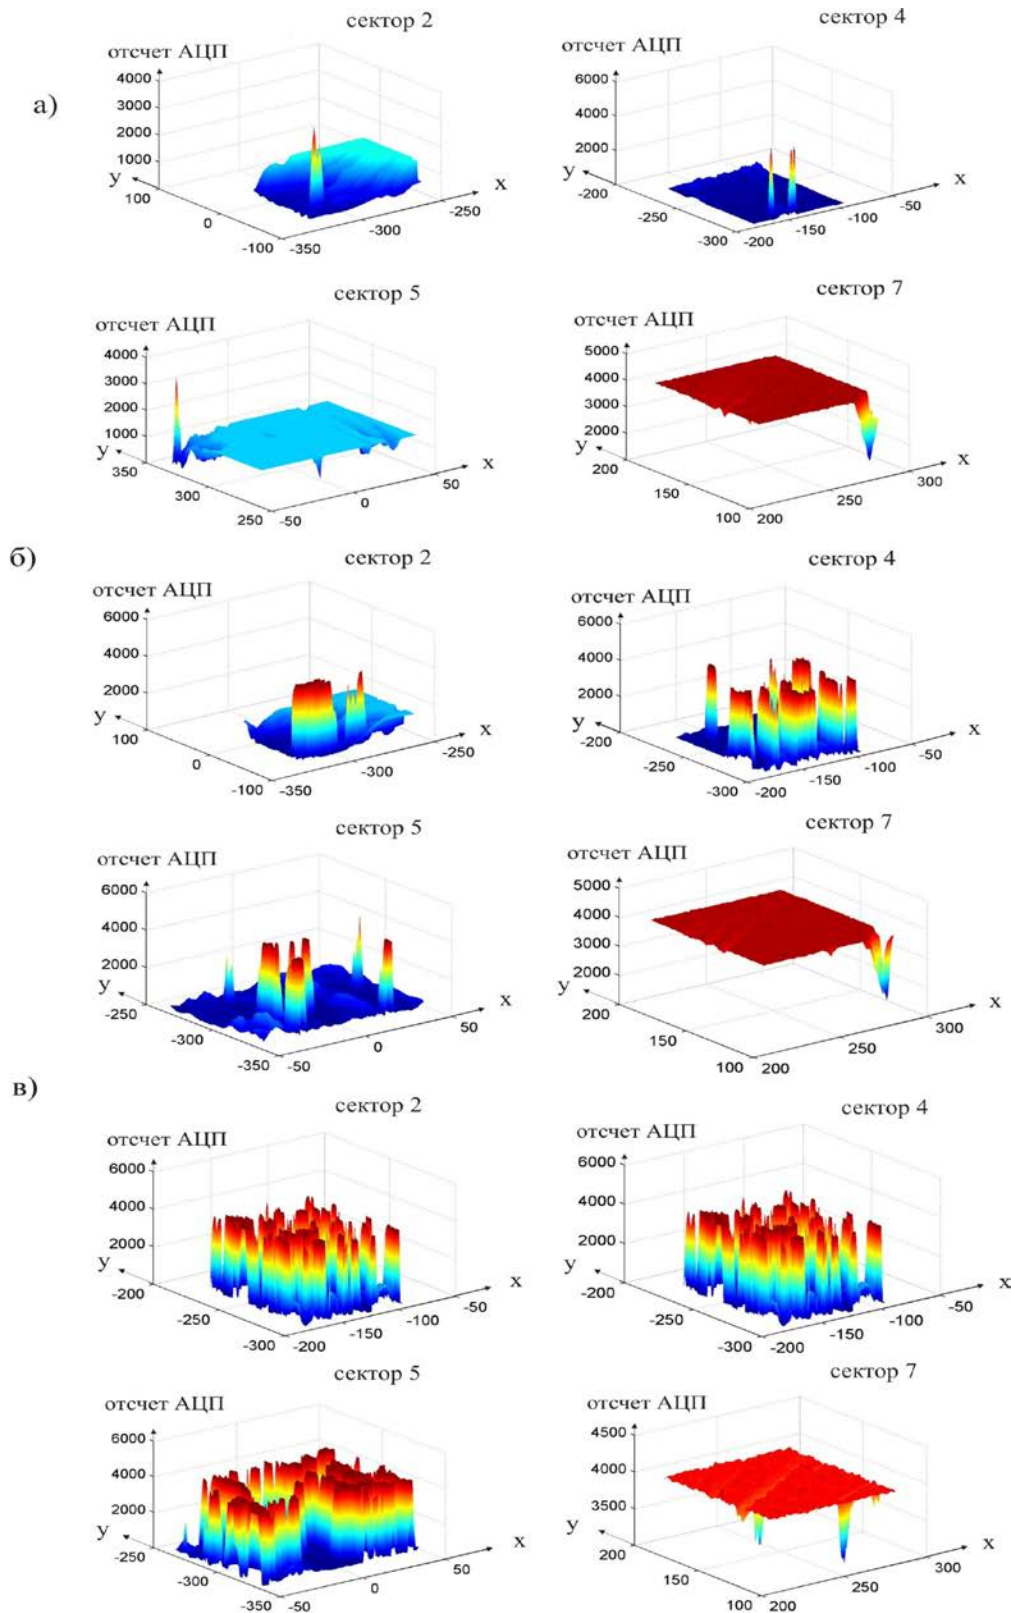 а)
сектор 2
отсчет АЦП
4000
3000
2000
1000
у
100
0
-100
-350
-300
-250
х
сектор 4
отсчет АЦП
6000
4000
2000
у
-200
-250
-300
-200
-150
-100
-50
х
сектор 5
отсчет АЦП
4000
3000
2000
1000
у
350
300
250
-50
0
50
х
сектор 7
отсчет АЦП
5000
4000
3000
2000
у
200
150
100
200
250
300
х
б)
сектор 2
отсчет АЦП
6000
4000
2000
у
100
0
-100
-350
-300
-250
х
сектор 4
отсчет АЦП
6000
4000
2000
у
-200
-250
-300
-200
-150
-100
-50
х
сектор 5
отсчет АЦП
6000
4000
2000
у
-250
-300
-350
-50
0
50
х
сектор 7
отсчет АЦП
5000
4000
3000
2000
у
200
150
100
200
250
300
х
в)
сектор 2
отсчет АЦП
6000
4000
2000
у
-200
-250
-300
-200
-150
-100
-50
х
сектор 4
отсчет АЦП
6000
4000
2000
у
-200
-250
-300
-200
-150
-100
-50
х
сектор 5
отсчет АЦП
6000
4000
2000
у
-250
-300
-350
-50
0
50
х
сектор 7
отсчет АЦП
4500
4000
3500
у
200
150
100
200
250
300
х